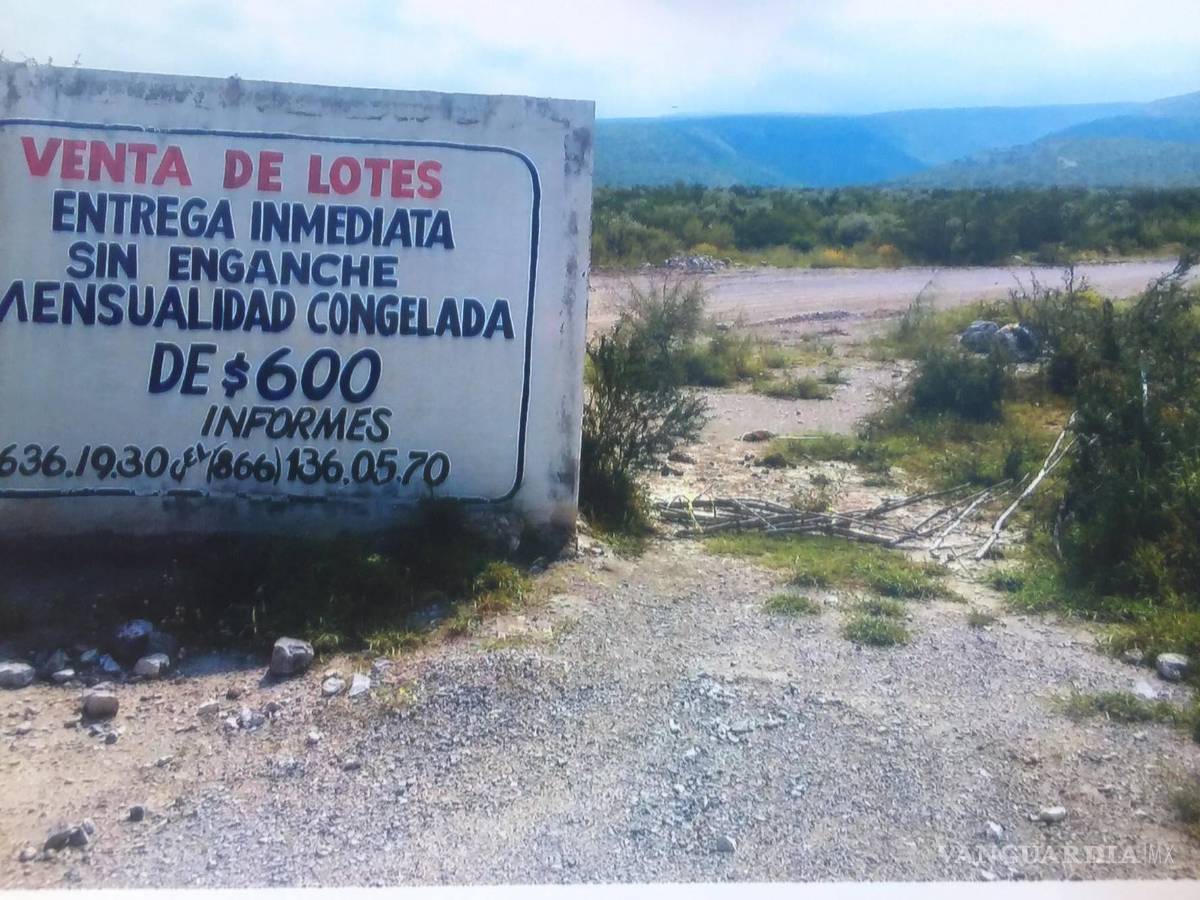 VENTA DE LOTES
ENTREGA INMEDIATA
SIN ENGANCHE
MENSUALIDAD CONGELADA
DE $600
INFORMES
636.19.30 CEL (866) 136.05.70
VANGUARDIA|MX